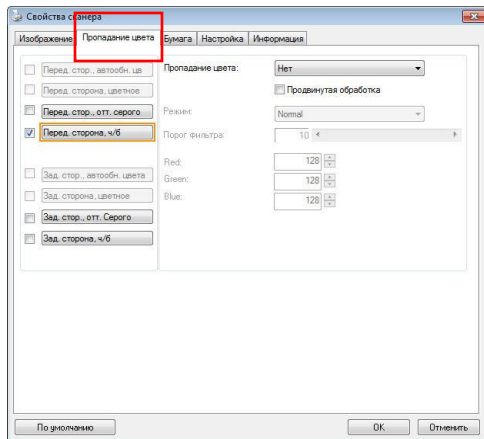 Свойства сканера
Изображение Пропадание цвета Бумага Настройка Информация
Перед. стор., автообн. цв
Перед. сторона, цветное
Перед. стор., отт. серого
Перед. сторона, ч/б
Зад. стор., автообн. цвета
Зад. сторона, цветное
Зад. стор., отт. Серого
Зад. сторона, ч/б
Пропадание цвета: Нет
Продвинутая обработка
Режим: Normal
Порог фильтра: 10
Red: 128
Green: 128
Blue: 128
По умолчанию OK Отменить